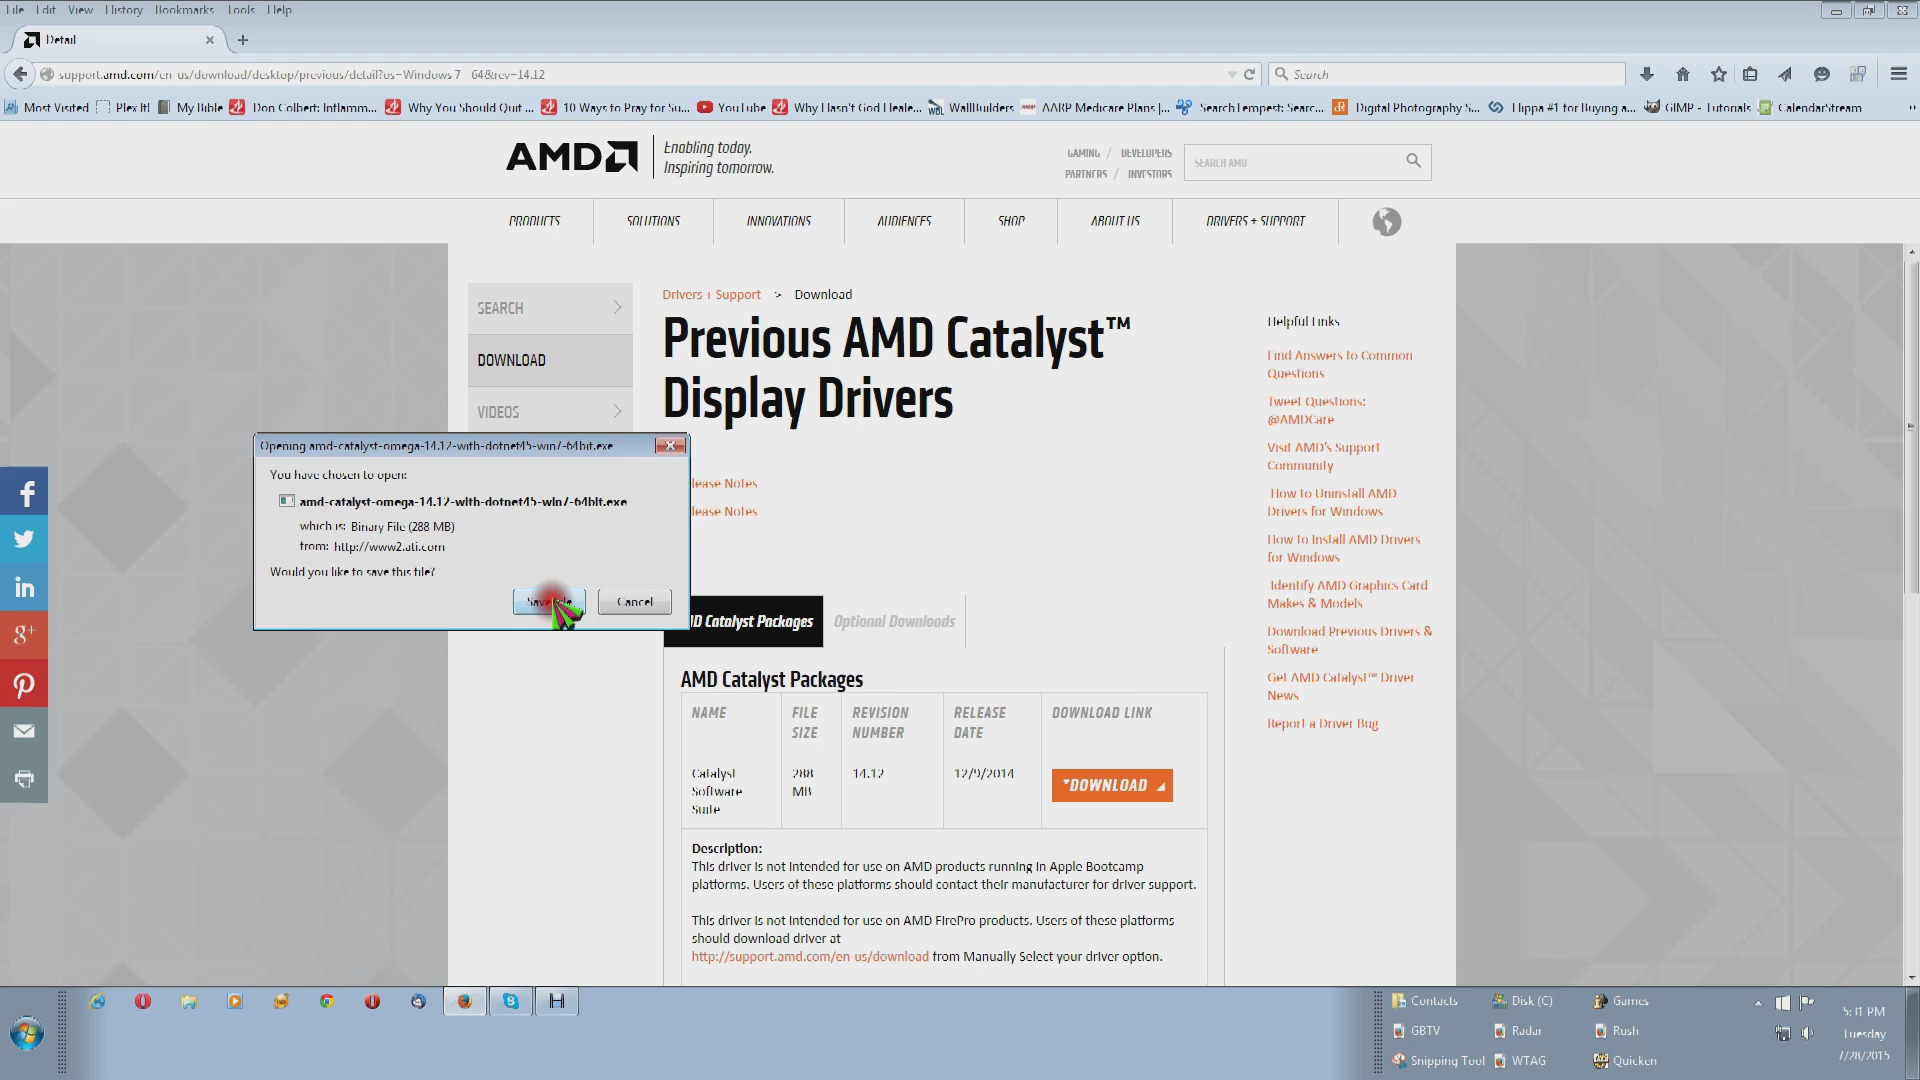 File Edit View History Bookmarks Tools Help
Detail
support.amd.com/en-us/download/desktop/previous/detail?os=Windows 7 - 64&rev=14.12
Search
Most Visited Plex It! My Bible Don Colbert: Inflamm... Why You Should Quit ... 10 Ways to Pray for Su... YouTube Why Hasn't God Heale... WallBuilders AARP Medicare Plans |... SearchTempest: Searc... Digital Photography S... Flippa #1 for Buying a... GIMP - Tutorials CalendarStream
AMD Enabling today.
Inspiring tomorrow.
GAMING / DEVELOPERS
PARTNERS / INVESTORS
SEARCH AMD
PRODUCTS SOLUTIONS INNOVATIONS AUDIENCES SHOP ABOUT US DRIVERS + SUPPORT
SEARCH
DOWNLOAD
VIDEOS
Drivers + Support > Download
Previous AMD Catalyst™
Display Drivers
lease Notes
lease Notes
Opening amd-catalyst-omega-14.12-with-dotnet45-win7-64bit.exe
You have chosen to open:
amd-catalyst-omega-14.12-with-dotnet45-win7-64bit.exe
which is: Binary File (288 MB)
from: http://www2.ati.com
Would you like to save this file?
Cancel
D Catalyst Packages Optional Downloads
AMD Catalyst Packages
NAME FILE SIZE REVISION NUMBER RELEASE DATE DOWNLOAD LINK
Catalyst Software Suite 288 MB 14.12 12/9/2014 *DOWNLOAD
Description:
This driver is not intended for use on AMD products running in Apple Bootcamp
platforms. Users of these platforms should contact their manufacturer for driver support.
This driver is not intended for use on AMD FirePro products. Users of these platforms
should download driver at
http://support.amd.com/en-us/download from Manually Select your driver option.
Helpful Links
Find Answers to Common
Questions
Tweet Questions:
@AMDCare
Visit AMD's Support
Community
How to Uninstall AMD
Drivers for Windows
How to Install AMD Drivers
for Windows
Identify AMD Graphics Card
Makes & Models
Download Previous Drivers &
Software
Get AMD Catalyst™ Driver
News
Report a Driver Bug
Contacts Disk (C) Games
GBTV Radar Rush
Snipping Tool WTAG Quicken
5:31 PM
Tuesday
7/28/2015